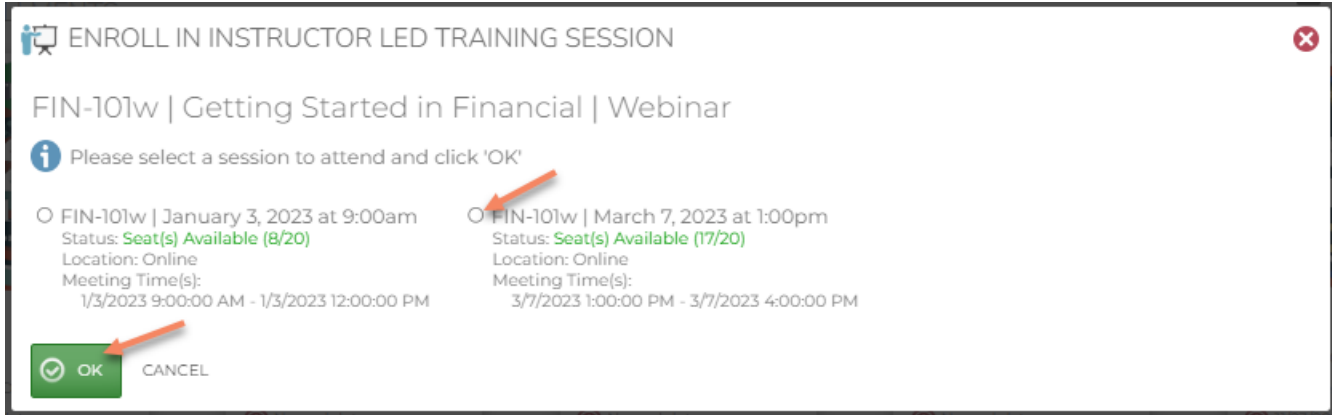 ENROLL IN INSTRUCTOR LED TRAINING SESSION
FIN-101w | Getting Started in Financial | Webinar
Please select a session to attend and click 'OK'
FIN-101w | January 3, 2023 at 9:00am
Status: Seat(s) Available (8/20)
Location: Online
Meeting Time(s):
1/3/2023 9:00:00 AM - 1/3/2023 12:00:00 PM
FIN-101w | March 7, 2023 at 1:00pm
Status: Seat(s) Available (17/20)
Location: Online
Meeting Time(s):
3/7/2023 1:00:00 PM - 3/7/2023 4:00:00 PM
OK
CANCEL